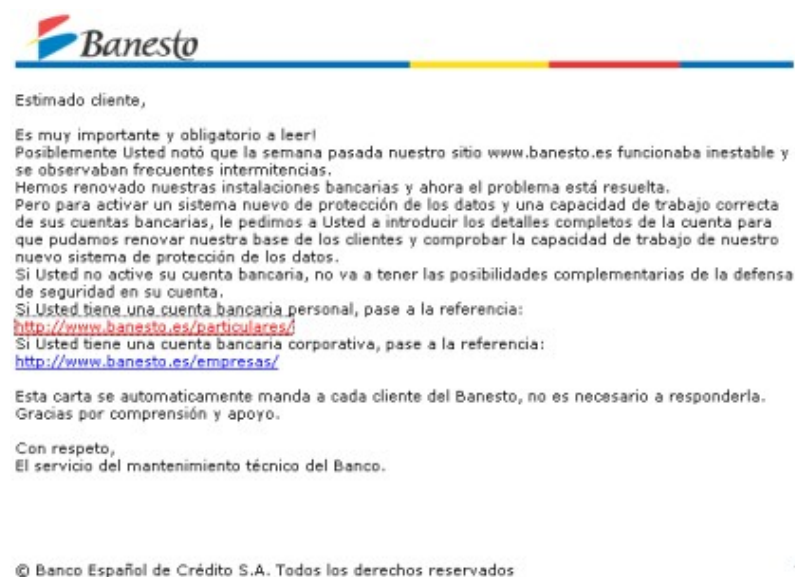 Banesto
Estimado cliente,
Es muy importante y obligatorio a leer!
Posiblemente Usted notó que la semana pasada nuestro sitio www.banesto.es funcionaba inestable y
se observaban frecuentes intermitencias.
Hemos renovado nuestras instalaciones bancarias y ahora el problema está resuelta.
Pero para activar un sistema nuevo de protección de los datos y una capacidad de trabajo correcta
de sus cuentas bancarias, le pedimos a Usted a introducir los detalles completos de la cuenta para
que pudamos renovar nuestra base de los clientes y comprobar la capacidad de trabajo de nuestro
nuevo sistema de protección de los datos.
Si Usted no active su cuenta bancaria, no va a tener las posibilidades complementarias de la defensa
de seguridad en su cuenta.
Si Usted tiene una cuenta bancaria personal, pase a la referencia:
http://www.banesto.es/particulares/
Si Usted tiene una cuenta bancaria corporativa, pase a la referencia:
http://www.banesto.es/empresas/
Esta carta se automaticamente manda a cada cliente del Banesto, no es necesario a responderla.
Gracias por comprensión y apoyo.
Con respeto,
El servicio del mantenimiento técnico del Banco.
© Banco Español de Crédito S.A. Todos los derechos reservados